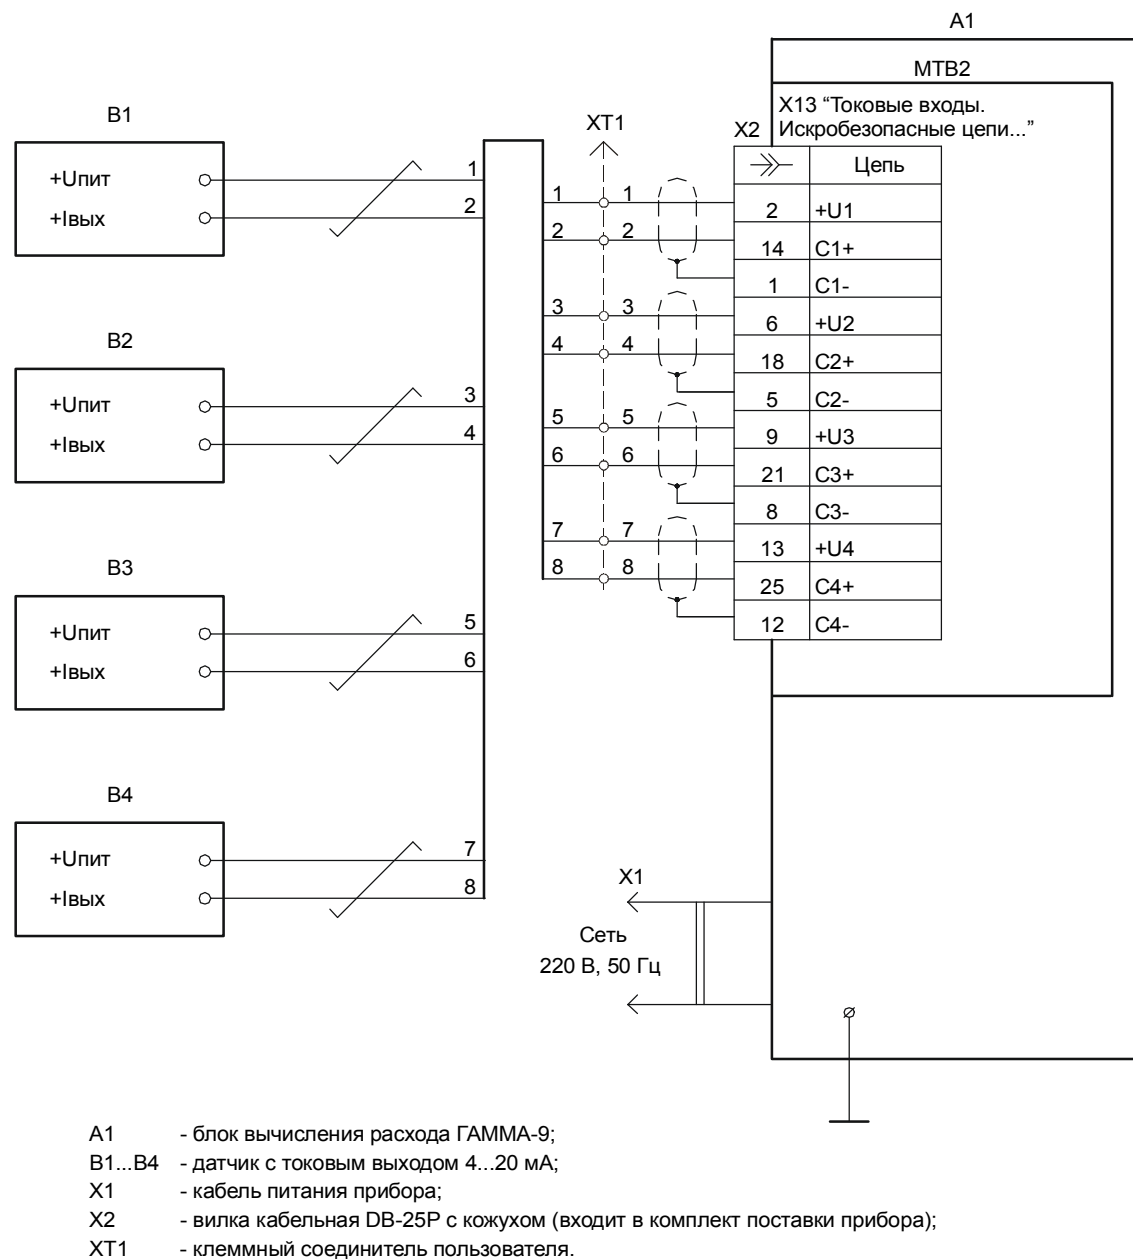 A1
МТВ2
X13 “Токовые входы.
Искробезопасные цепи...”
X2
Цепь
2 +U1
14 C1+
1 C1-
6 +U2
18 C2+
5 C2-
9 +U3
21 C3+
8 C3-
13 +U4
25 C4+
12 C4-
XT1
1 1
2 2
3 3
4 4
5 5
6 6
7 7
8 8
B1
+Uпит 1
+Iвых 2
B2
+Uпит 3
+Iвых 4
B3
+Uпит 5
+Iвых 6
B4
+Uпит 7
+Iвых 8
X1
Сеть
220 В, 50 Гц
A1 - блок вычисления расхода ГАММА-9;
B1...B4 - датчик с токовым выходом 4...20 мА;
X1 - кабель питания прибора;
X2 - вилка кабельная DB-25P с кожухом (входит в комплект поставки прибора);
XT1 - клеммный соединитель пользователя.